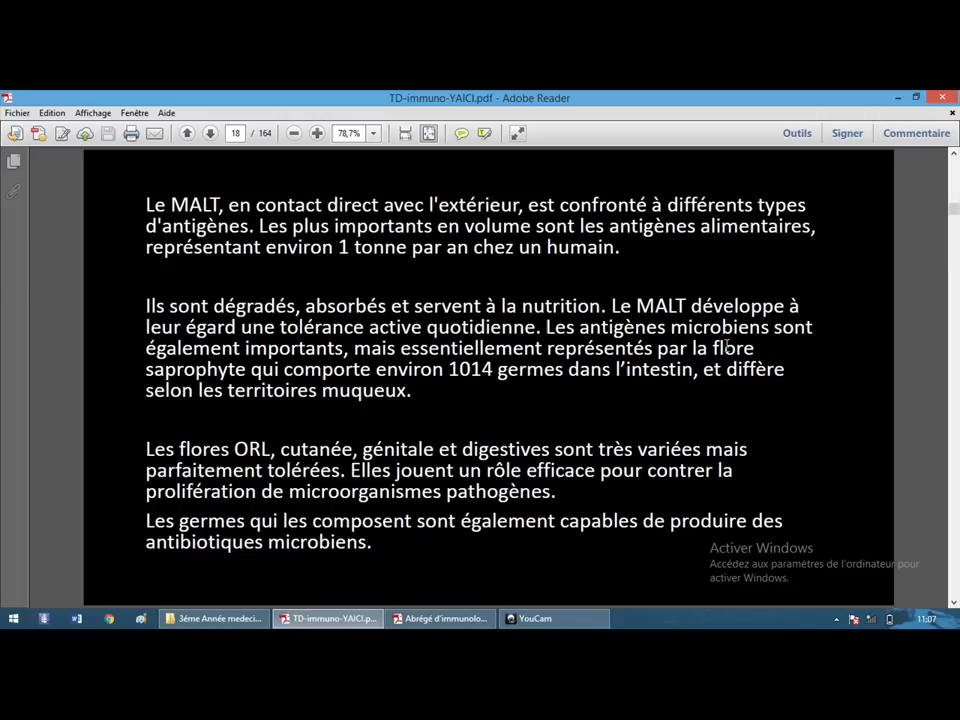 TD-immuno-YAICI.pdf - Adobe Reader
Fichier Edition Affichage Fenêtre Aide
18 / 164 78,7% Outils Signer Commentaire
Le MALT, en contact direct avec l'extérieur, est confronté à différents types
d'antigènes. Les plus importants en volume sont les antigènes alimentaires,
représentant environ 1 tonne par an chez un humain.
Ils sont dégradés, absorbés et servent à la nutrition. Le MALT développe à
leur égard une tolérance active quotidienne. Les antigènes microbiens sont
également importants, mais essentiellement représentés par la flore
saprophyte qui comporte environ 1014 germes dans l’intestin, et diffère
selon les territoires muqueux.
Les flores ORL, cutanée, génitale et digestives sont très variées mais
parfaitement tolérées. Elles jouent un rôle efficace pour contrer la
prolifération de microorganismes pathogènes.
Les germes qui les composent sont également capables de produire des
antibiotiques microbiens.
Activer Windows
Accédez aux paramètres de l'ordinateur pour
activer Windows.
3éme Année medeci... TD-immuno-YAICI.p... Abrégé d'immunolo... YouCam 11:07